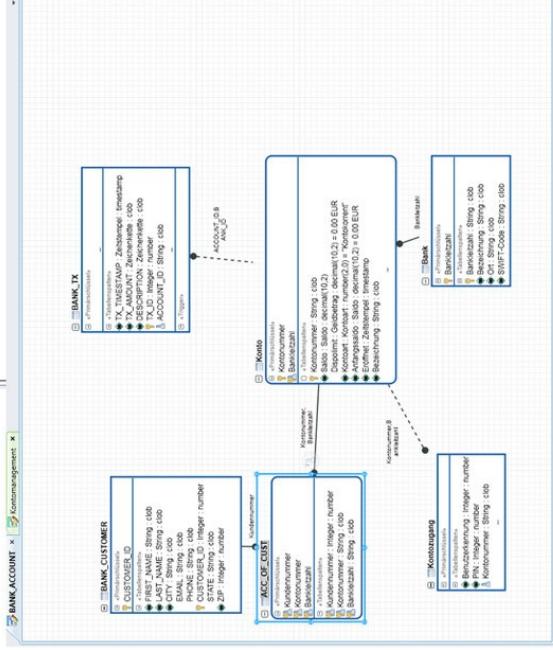 BANK_ACCOUNT
Kontomanagement
BANK_CUSTOMER
«Primärschlüssel»
CUSTOMER_ID
«Tabellenspalten»
FIRST_NAME : String : clob
LAST_NAME : String : clob
CITY : String : clob
EMAIL : String : clob
PHONE : String : clob
CUSTOMER_ID : Integer : number
STATE : String : clob
ZIP : Integer : number
BANK_TX
«Primärschlüssel»
«Tabellenspalten»
TX_TIMESTAMP : Zeitstempel : timestamp
TX_AMOUNT : Zeichenkette : clob
DESCRIPTION : Zeichenkette : clob
TX_ID : Integer : number
ACCOUNT_ID : String : clob
«Trigger»
Kundennummer
ACCOUNT_ID:B
ANK_ID
ACC_OF_CUST
«Primärschlüssel»
Kundennummer
Kontonummer
Bankleitzahl
«Tabellenspalten»
Kundennummer : Integer : number
Kontonummer : String : clob
Bankleitzahl : String : clob
Kontonummer,
Bankleitzahl
Konto
«Primärschlüssel»
Kontonummer
Bankleitzahl
«Tabellenspalten»
Kontonummer : String : clob
Saldo : Saldo : decimal(10,2)
Dispolimit : Geldbetrag : decimal(10,2) = 0.00 EUR
Kontoart : Kontoart : number(2,0) = "Kontokorrent"
Anfangssaldo : Saldo : decimal(10,2) = 0.00 EUR
Eröffnet : Zeitstempel : timestamp
Bezeichnung : String : clob
Kontonummer,B
ankleitzahl
Bankleitzahl
Kontozugang
«Primärschlüssel»
«Tabellenspalten»
Benutzerkennung : Integer : number
PIN : Integer : number
Kontonummer : String : clob
Bank
«Primärschlüssel»
Bankleitzahl
«Tabellenspalten»
Bankleitzahl : String : clob
Bezeichnung : String : clob
Ort : String : clob
SWIFT-Code : String : clob